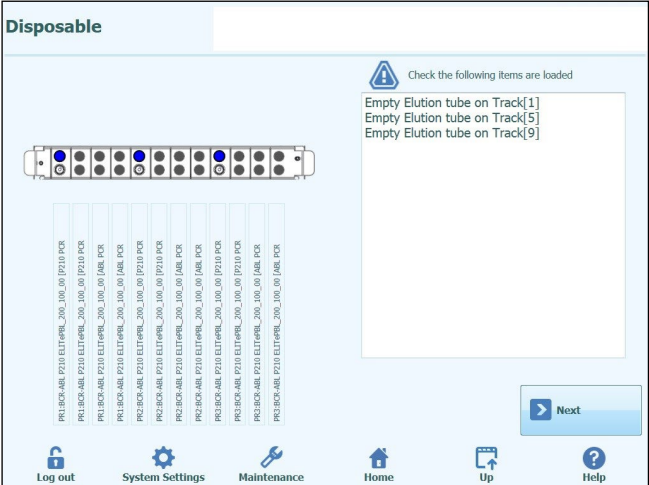 Disposable
Check the following items are loaded
Empty Elution tube on Track[1]
Empty Elution tube on Track[5]
Empty Elution tube on Track[9]
PR1:BCR-ABL P210 ELITePBL_200_100_00 [P210 PCR
PR1:BCR-ABL P210 ELITePBL_200_100_00 [P210 PCR
PR1:BCR-ABL P210 ELITePBL_200_100_00 [ABL PCR
PR1:BCR-ABL P210 ELITePBL_200_100_00 [ABL PCR
PR2:BCR-ABL P210 ELITePBL_200_100_00 [P210 PCR
PR2:BCR-ABL P210 ELITePBL_200_100_00 [P210 PCR
PR2:BCR-ABL P210 ELITePBL_200_100_00 [ABL PCR
PR2:BCR-ABL P210 ELITePBL_200_100_00 [ABL PCR
PR3:BCR-ABL P210 ELITePBL_200_100_00 [P210 PCR
PR3:BCR-ABL P210 ELITePBL_200_100_00 [P210 PCR
PR3:BCR-ABL P210 ELITePBL_200_100_00 [ABL PCR
PR3:BCR-ABL P210 ELITePBL_200_100_00 [ABL PCR
Next
Log out
System Settings
Maintenance
Home
Up
Help